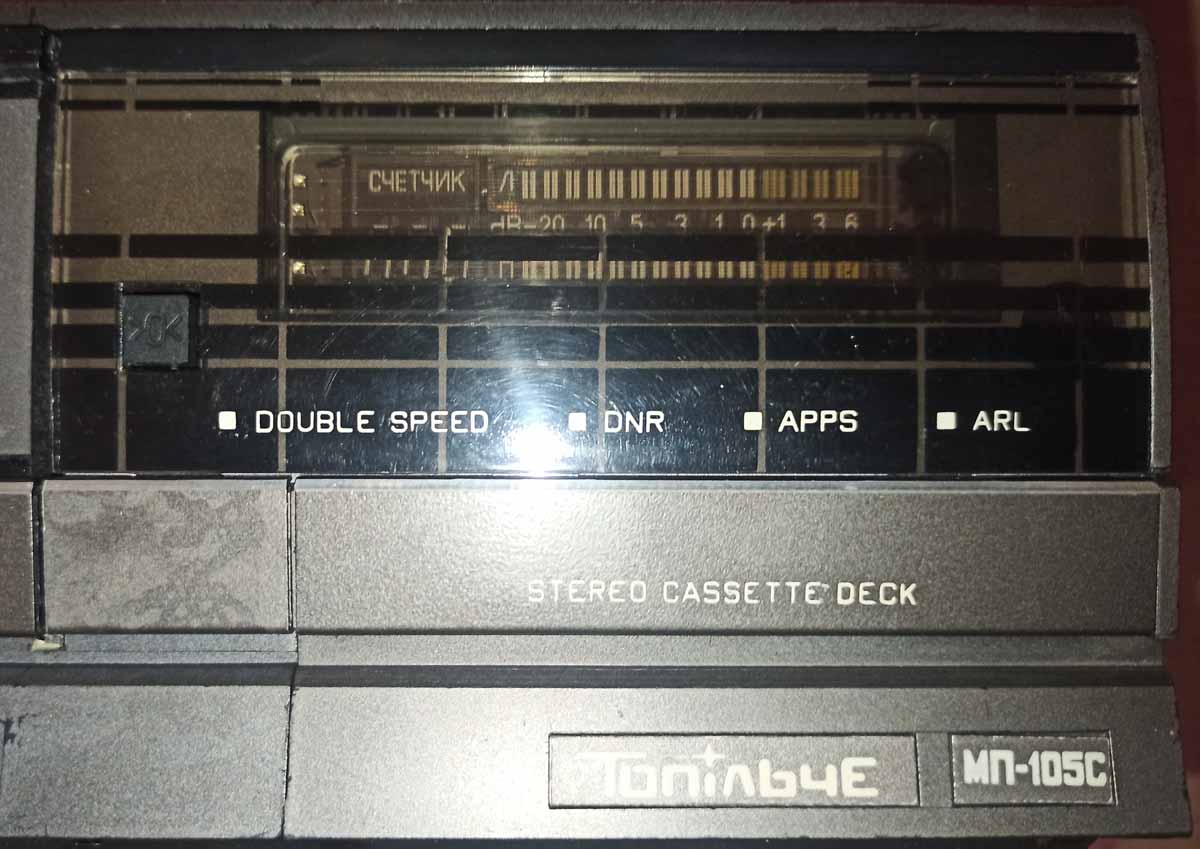 СЧЕТЧИК Л
dB-20 10 5 3 1 0 +1 3 6
П
>0<
DOUBLE SPEED DNR APPS ARL
STEREO CASSETTE DECK
Топільче МП-105С